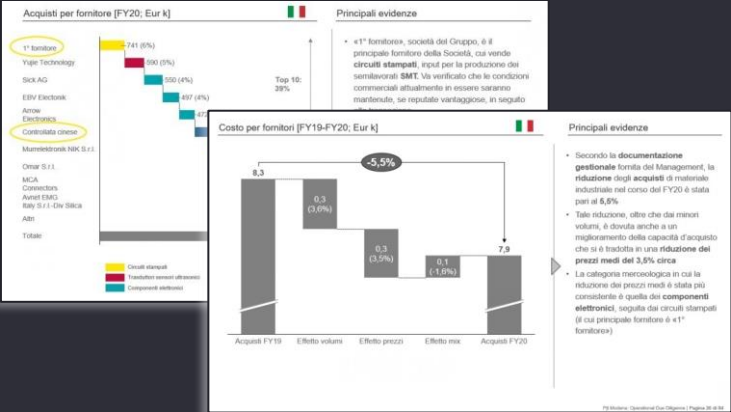 Acquisti per fornitore [FY20; Eur k]
Principali evidenze
1° fornitore
741 (6%)
Yujie Technology
590 (5%)
Sick AG
550 (4%)
EBV Electronik
497 (4%)
Arrow
Electronics
Controllata cinese
Murrelektronik NIK S.r.l.
Omar S.r.l.
MCA
Connectors
Avnet EMG
Italy S.r.l.-Div Silica
Altri
Totale
Top 10:
39%
Circuiti stampati
Trasduttori sensori ultrasonici
Componenti elettronici
• «1° fornitore», società del Gruppo, è il
principale fornitore della Società, cui vende
circuiti stampati, input per la produzione dei
semilavorati SMT. Va verificato che le condizioni
commerciali attualmente in essere saranno
mantenute, se reputate vantaggiose, in seguito
Costo per fornitori [FY19-FY20; Eur k]
Principali evidenze
-5,5%
8,3
0,3
(3,6%)
0,3
(3,5%)
0,1
(-1,6%)
7,9
Acquisti FY19
Effetto volumi
Effetto prezzi
Effetto mix
Acquisti FY20
• Secondo la documentazione
gestionale fornita del Management, la
riduzione degli acquisti di materiale
industriale nel corso del FY20 è stata
pari al 5,5%
• Tale riduzione, oltre che dai minori
volumi, è dovuta anche a un
miglioramento della capacità d'acquisto
che si è tradotta in una riduzione dei
prezzi medi del 3,5% circa
• La categoria merceologica in cui la
riduzione dei prezzi medi è stata più
consistente è quella dei componenti
elettronici, seguita dai circuiti stampati
(il cui principale fornitore è «1°
fornitore»)
Operational Due Diligence | Pagina